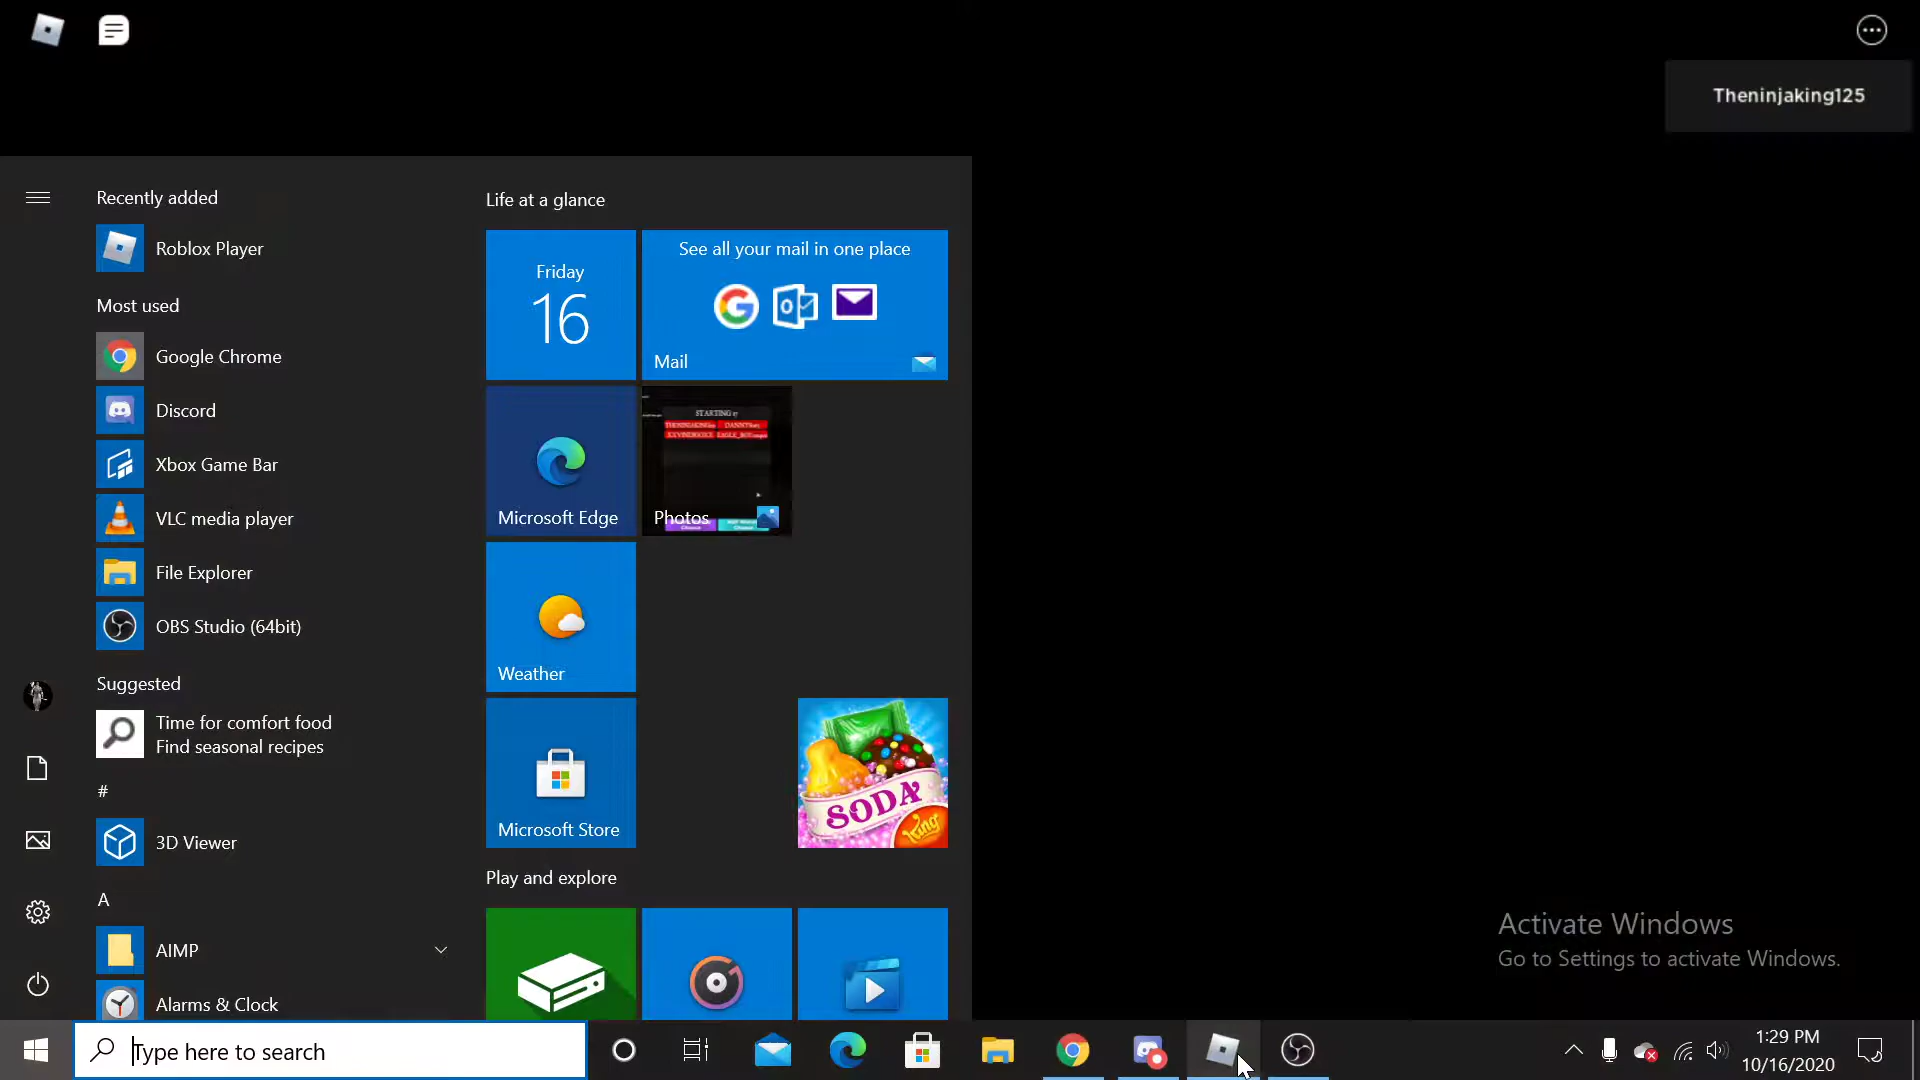 Theninjaking125
Recently added
Roblox Player
Most used
Google Chrome
Discord
Xbox Game Bar
VLC media player
File Explorer
OBS Studio (64bit)
Suggested
Time for comfort food
Find seasonal recipes
#
3D Viewer
A
AIMP
Alarms & Clock
Life at a glance
Friday
16
See all your mail in one place
Mail
Microsoft Edge
STARTING 17
Photos
Weather
Microsoft Store
SODA
King
Play and explore
Activate Windows
Go to Settings to activate Windows.
Type here to search
1:29 PM
10/16/2020